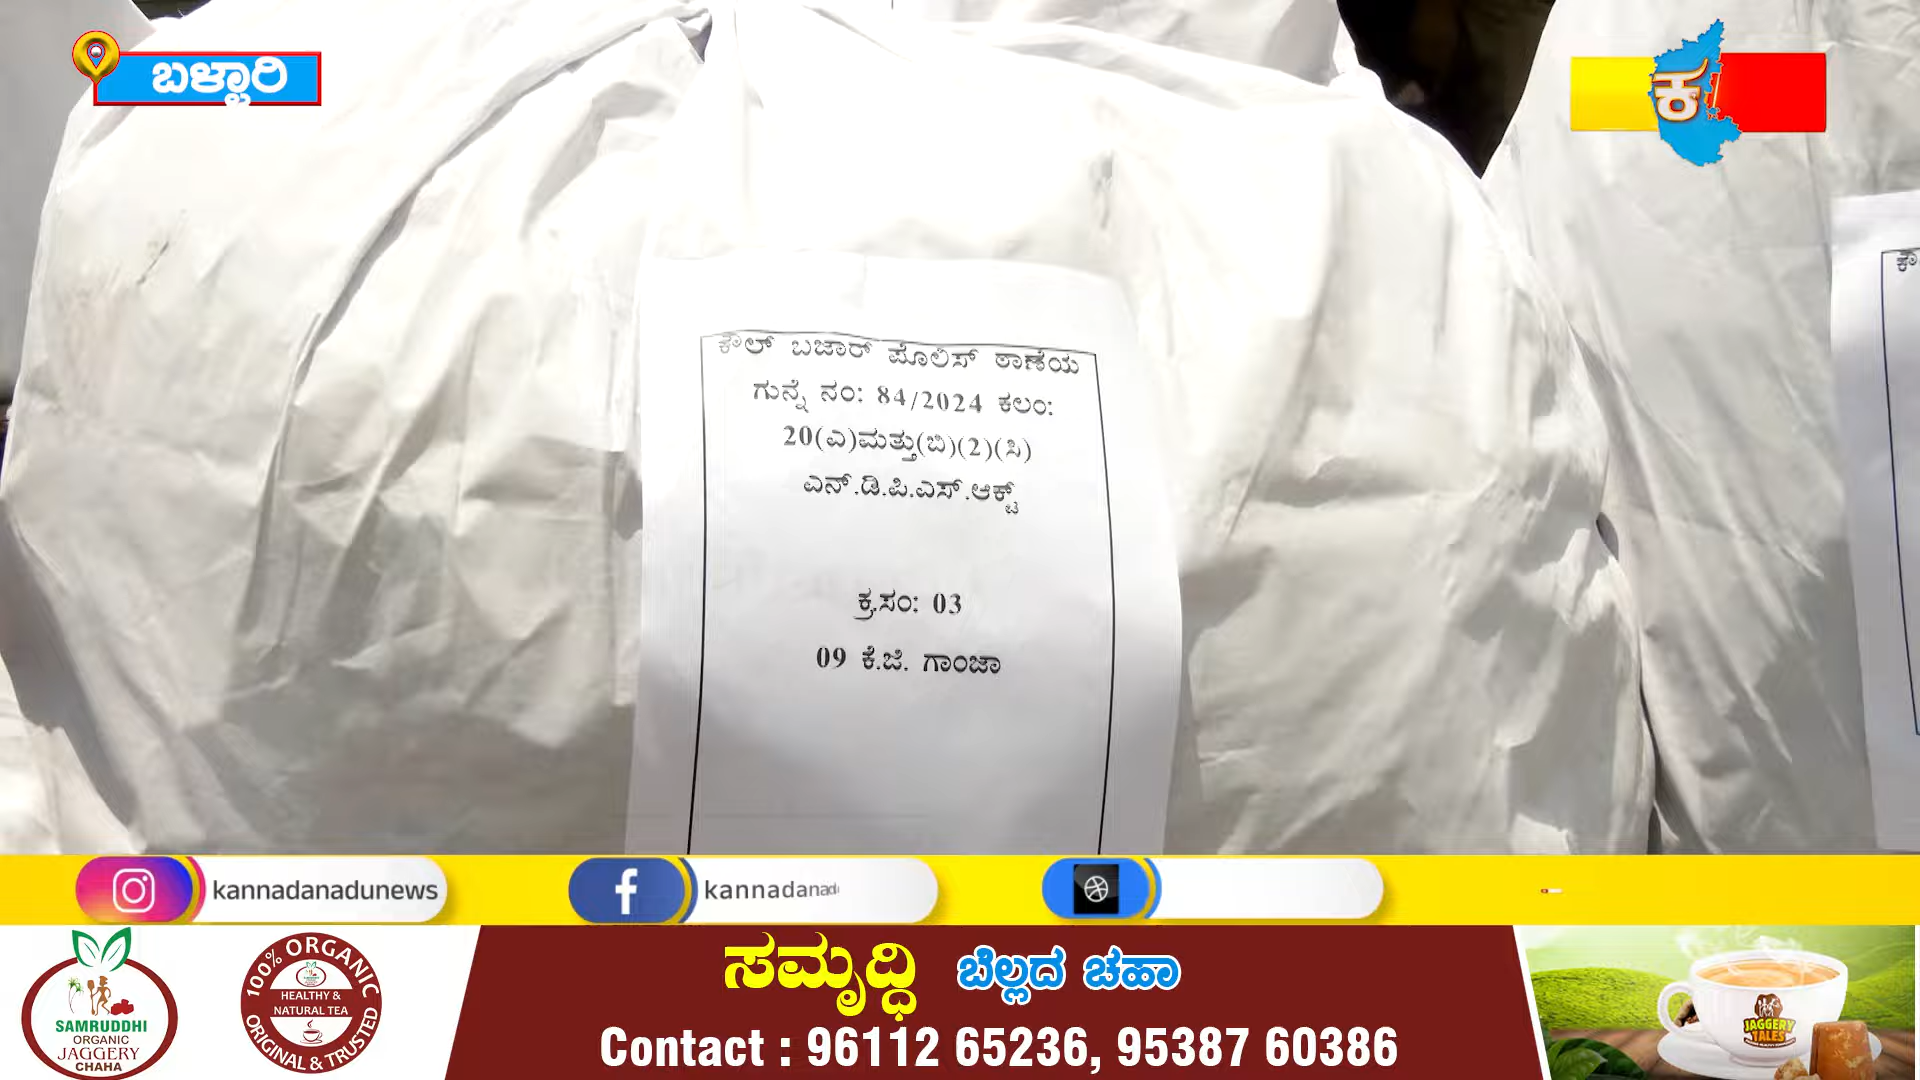 ಬಳ್ಳಾರಿ
ಕ
ಕೌಲ್ ಬಜಾರ್ ಪೊಲಿಸ್ ಠಾಣೆಯ
ಗುನ್ನೆ ನಂ: 84/2024 ಕಲಂ:
20(ಎ)ಮತ್ತು(ಬಿ)(2)(ಸಿ)
ಎನ್.ಡಿ.ಪಿ.ಎಸ್.ಆಕ್ಟ್
ಕ್ರ.ಸಂ: 03
09 ಕೆ.ಜಿ. ಗಾಂಜಾ
ಕೌ
kannadanadunews
kannadanad
SAMRUDDHI
ORGANIC
JAGGERY
CHAHA
100% ORGANIC
HEALTHY &
NATURAL TEA
ORIGINAL & TRUSTED
ಸಮೃದ್ಧಿ ಬೆಲ್ಲದ ಚಹಾ
Contact : 96112 65236, 95387 60386
JAGGERY
TALES